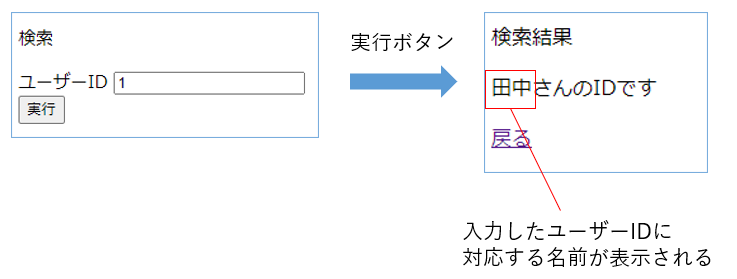 検索
ユーザーID 1
実行
実行ボタン
検索結果
田中さんのIDです
戻る
入力したユーザーIDに
対応する名前が表示される